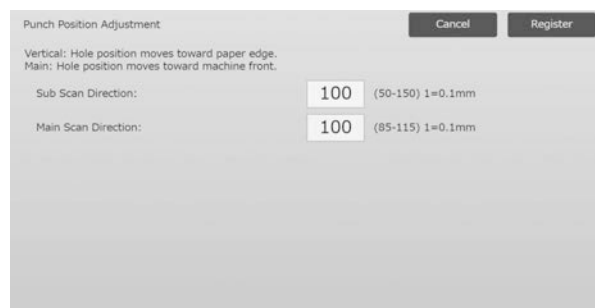 Punch Position Adjustment
Cancel
Register
Vertical: Hole position moves toward paper edge.
Main: Hole position moves toward machine front.
Sub Scan Direction: 100 (50-150) 1=0.1mm
Main Scan Direction: 100 (85-115) 1=0.1mm